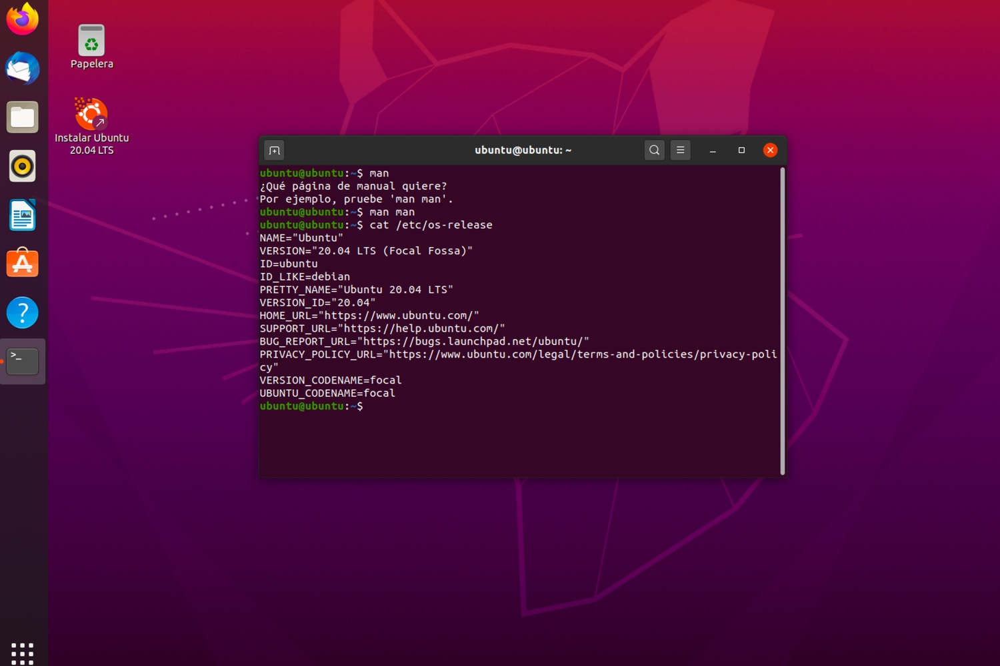 Papelera
Instalar Ubuntu
20.04 LTS
ubuntu@ubuntu: ~
ubuntu@ubuntu:~$ man
¿Qué página de manual quiere?
Por ejemplo, pruebe 'man man'.
ubuntu@ubuntu:~$ man man
ubuntu@ubuntu:~$ cat /etc/os-release
NAME="Ubuntu"
VERSION="20.04 LTS (Focal Fossa)"
ID=ubuntu
ID_LIKE=debian
PRETTY_NAME="Ubuntu 20.04 LTS"
VERSION_ID="20.04"
HOME_URL="https://www.ubuntu.com/"
SUPPORT_URL="https://help.ubuntu.com/"
BUG_REPORT_URL="https://bugs.launchpad.net/ubuntu/"
PRIVACY_POLICY_URL="https://www.ubuntu.com/legal/terms-and-policies/privacy-poli
cy"
VERSION_CODENAME=focal
UBUNTU_CODENAME=focal
ubuntu@ubuntu:~$